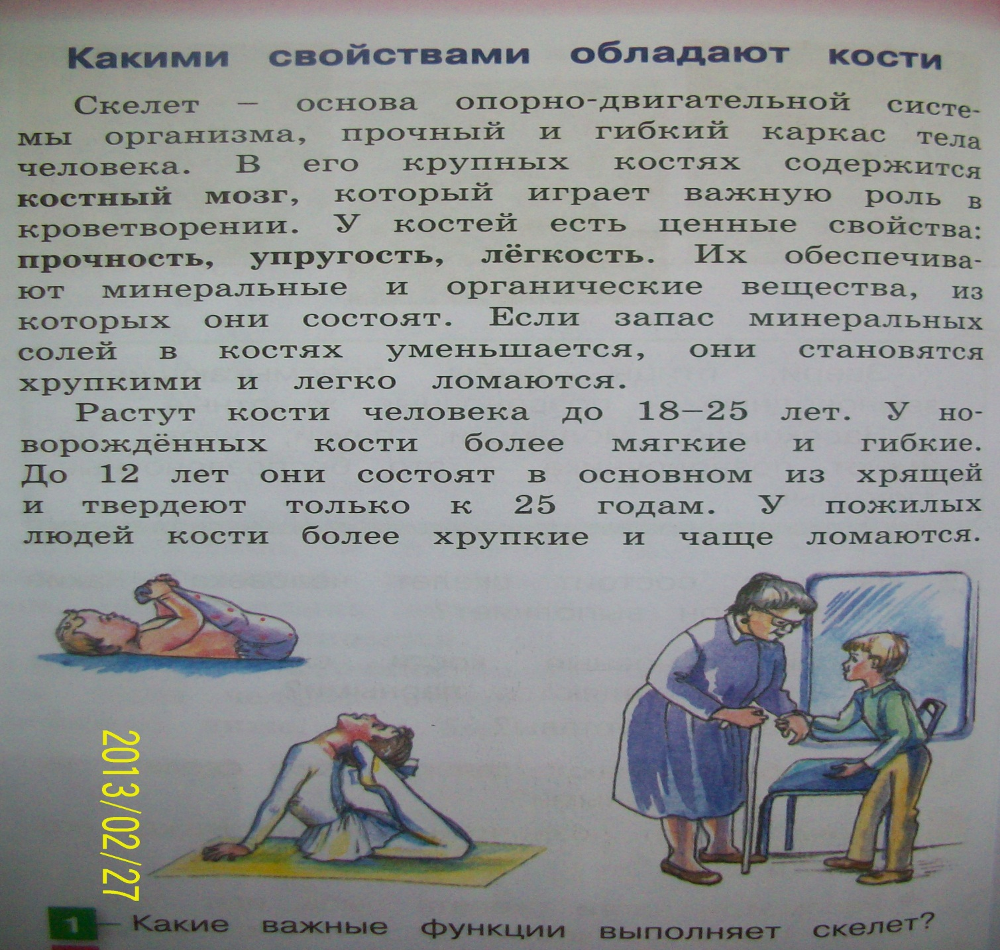 Какими свойствами обладают кости
Скелет – основа опорно-двигательной систе-
мы организма, прочный и гибкий каркас тела
человека. В его крупных костях содержится
костный мозг, который играет важную роль в
кроветворении. У костей есть ценные свойства:
прочность, упругость, лёгкость. Их обеспечива-
ют минеральные и органические вещества, из
которых они состоят. Если запас минеральных
солей в костях уменьшается, они становятся
хрупкими и легко ломаются.
Растут кости человека до 18–25 лет. У но-
ворождённых кости более мягкие и гибкие.
До 12 лет они состоят в основном из хрящей
и твердеют только к 25 годам. У пожилых
людей кости более хрупкие и чаще ломаются.
2013/02/27
1 – Какие важные функции выполняет скелет?